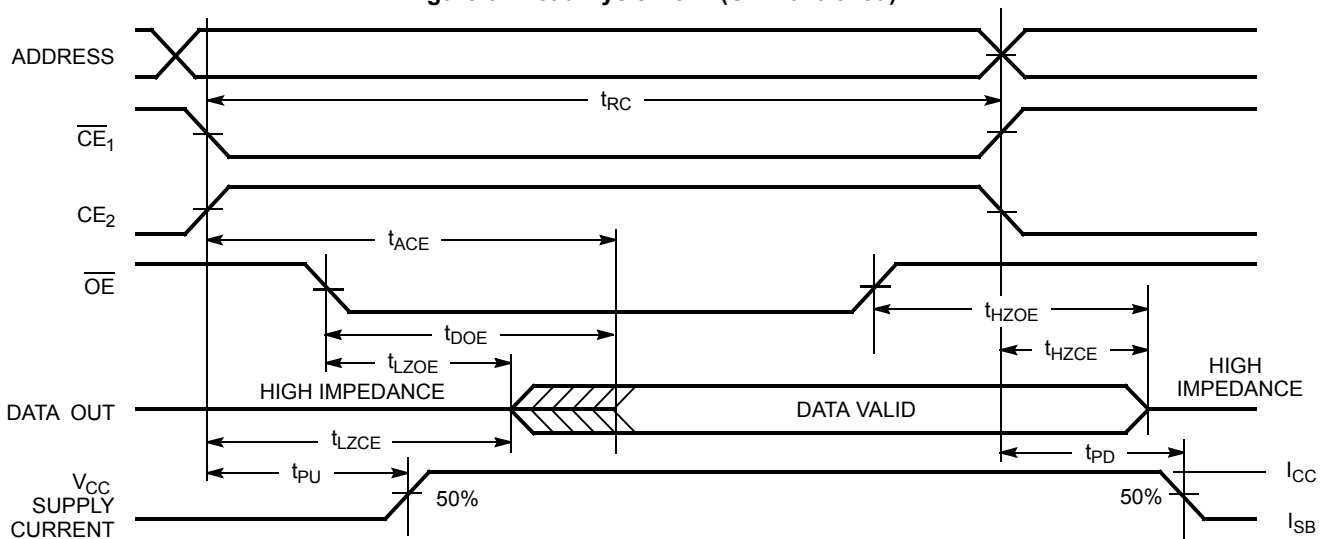 ADDRESS
tRC
CE1
CE2
tACE
OE
tHZOE
tDOE
tLZOE
tHZCE
HIGH IMPEDANCE
HIGH
IMPEDANCE
DATA OUT
DATA VALID
tLZCE
tPU
tPD
VCC
SUPPLY
CURRENT
50%
50%
ICC
ISB